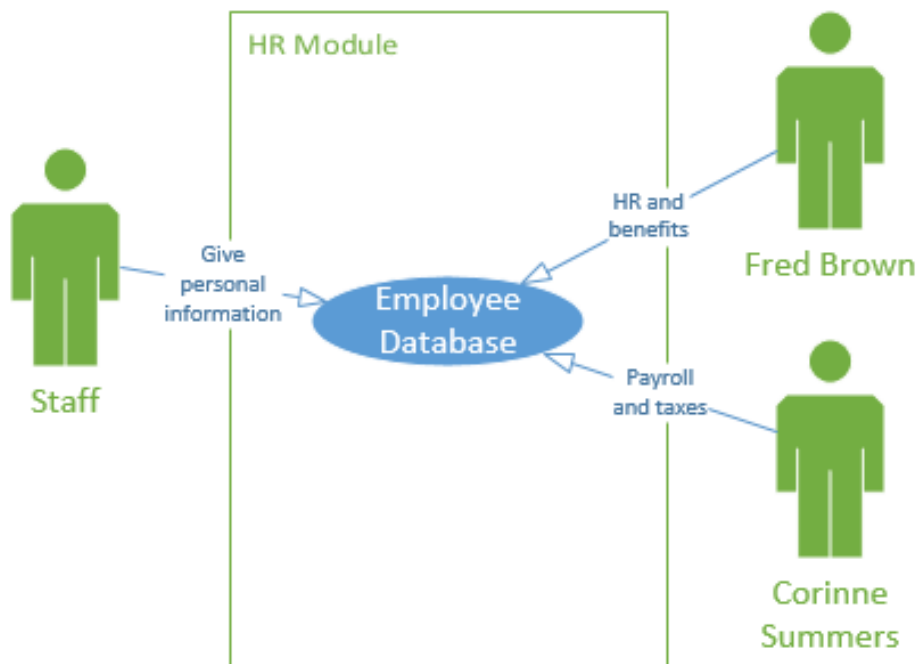 HR Module
HR and
benefits
Fred Brown
Give
personal
information
Employee
Database
Staff
Payroll
and taxes
Corinne
Summers